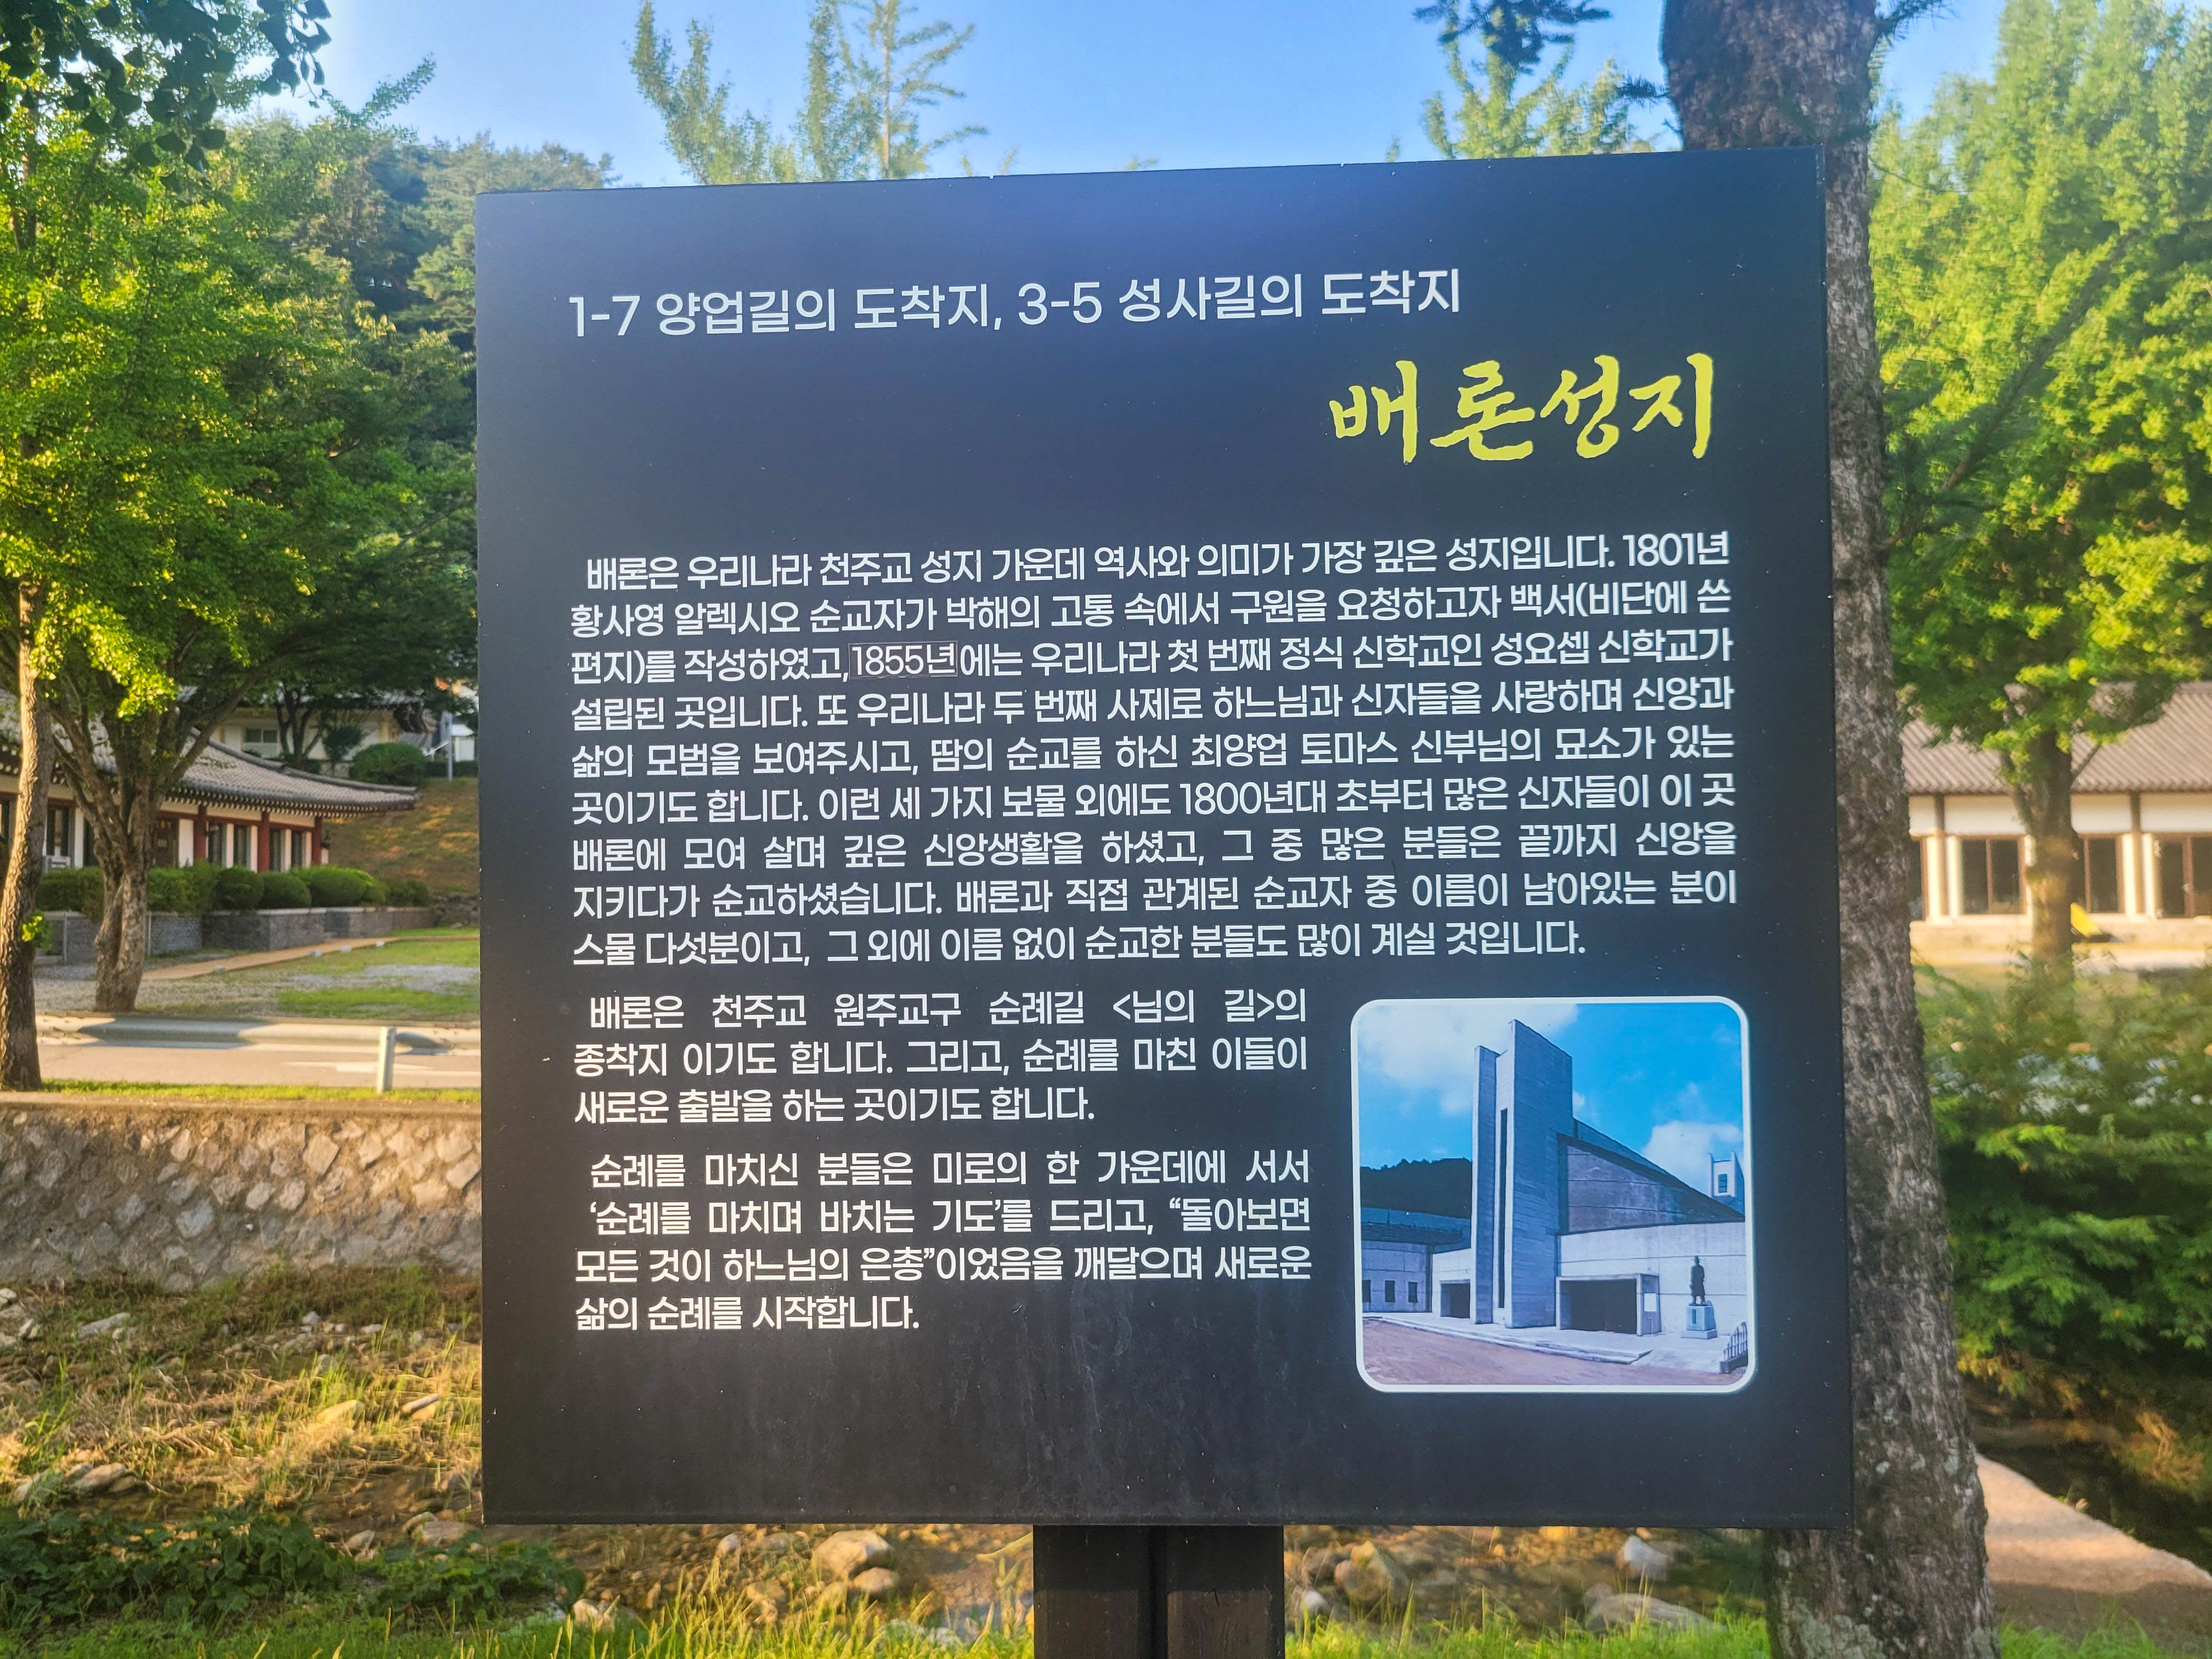 1-7 양업길의 도착지, 3-5 성사길의 도착지
배론성지
배론은 우리나라 천주교 성지 가운데 역사와 의미가 가장 깊은 성지입니다. 1801년
황사영 알렉시오 순교자가 박해의 고통 속에서 구원을 요청하고자 백서(비단에 쓴
편지)를 작성하였고, 1855년에는 우리나라 첫 번째 정식 신학교인 성요셉 신학교가
설립된 곳입니다. 또 우리나라 두 번째 사제로 하느님과 신자들을 사랑하며 신앙과
삶의 모범을 보여주시고, 땀의 순교를 하신 최양업 토마스 신부님의 묘소가 있는
곳이기도 합니다. 이런 세 가지 보물 외에도 1800년대 초부터 많은 신자들이 이 곳
배론에 모여 살며 깊은 신앙생활을 하셨고, 그 중 많은 분들은 끝까지 신앙을
지키다가 순교하셨습니다. 배론과 직접 관계된 순교자 중 이름이 남아있는 분이
스물 다섯분이고, 그 외에 이름 없이 순교한 분들도 많이 계실 것입니다.
배론은 천주교 원주교구 순례길 <님의 길>의
종착지 이기도 합니다. 그리고, 순례를 마친 이들이
새로운 출발을 하는 곳이기도 합니다.
순례를 마치신 분들은 미로의 한 가운데에 서서
‘순례를 마치며 바치는 기도’를 드리고, “돌아보면
모든 것이 하느님의 은총”이었음을 깨달으며 새로운
삶의 순례를 시작합니다.